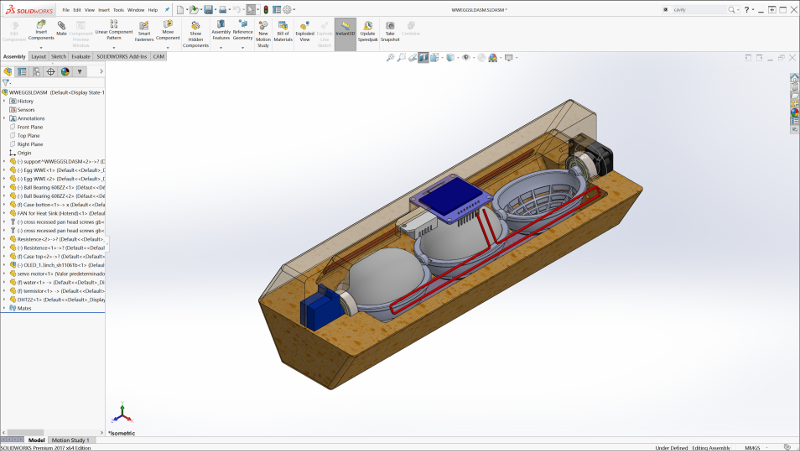 SOLIDWORKS
File Edit View Insert Tools Window Help
WWEGGSLDASM.SLDASM *
cavity
Edit Component
Insert Components
Mate
Component Preview Window
Linear Component Pattern
Smart Fasteners
Move Component
Show Hidden Components
Assembly Features
Reference Geometry
New Motion Study
Bill of Materials
Exploded View
Explode Line Sketch
Instant3D
Update Speedpak
Take Snapshot
Assembly Layout Sketch Evaluate SOLIDWORKS Add-Ins CAM
WWEGGSLDASM (Default<Display State-1
History
Sensors
Annotations
Front Plane
Top Plane
Right Plane
Origin
(-) support^WWEGGSLDASM<2>->? (D
(-) Egg WWE<1> (Default<<Default>_D
(-) Egg WWE<2> (Default<<Default>_D
(-) Ball Bearing 608ZZ<1> (Default<<D
(-) Ball Bearing 608ZZ<2> (Default<<D
(f) Case bottom<1> -> x (Default<<D
FAN for Heat Sink (Hotend)<1> (Defau
(-) cross recessed pan head screws gb<
(-) cross recessed pan head screws gb<
Resistence<2>->? (Default<<Default>
(-) Resistence<1>->? (Default<<Defau
(f) Case top<2>->? (Default<<Default>
(-) OLED_1.3inch_sh1106
servo motor<1> (Valor predeterminado
(f) water<1> -> (Default<<Default>_Di
(f) termistor<1> -> (Default<<Default>
DHT22<1> (Default<<Default>_Display
Mates
*Isometric
Model Motion Study 1
SOLIDWORKS Premium 2017 x64 Edition
Under Defined Editing Assembly MMGS